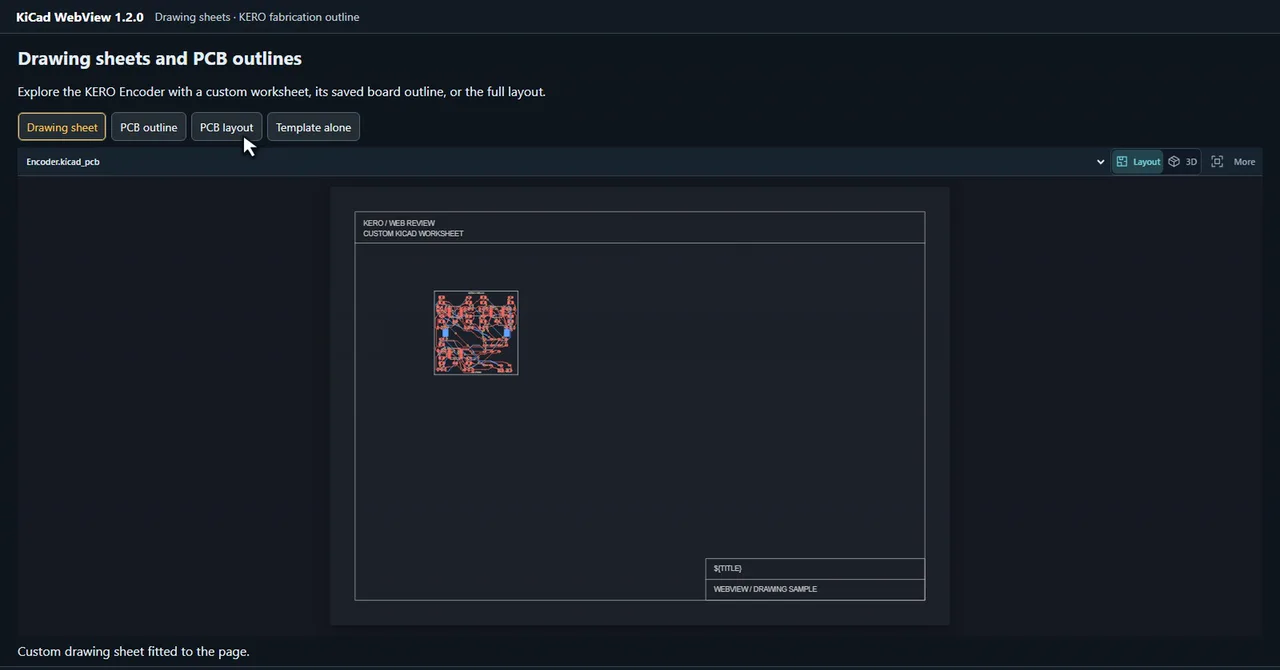 KiCad WebView 1.2.0 Drawing sheets · KERO fabrication outline
Drawing sheets and PCB outlines
Explore the KERO Encoder with a custom worksheet, its saved board outline, or the full layout.
Drawing sheet PCB outline PCB layout Template alone
Encoder.kicad_pcb Layout 3D More
KERO / WEB REVIEW
CUSTOM KICAD WORKSHEET
${TITLE}
WEBVIEW / DRAWING SAMPLE
Custom drawing sheet fitted to the page.